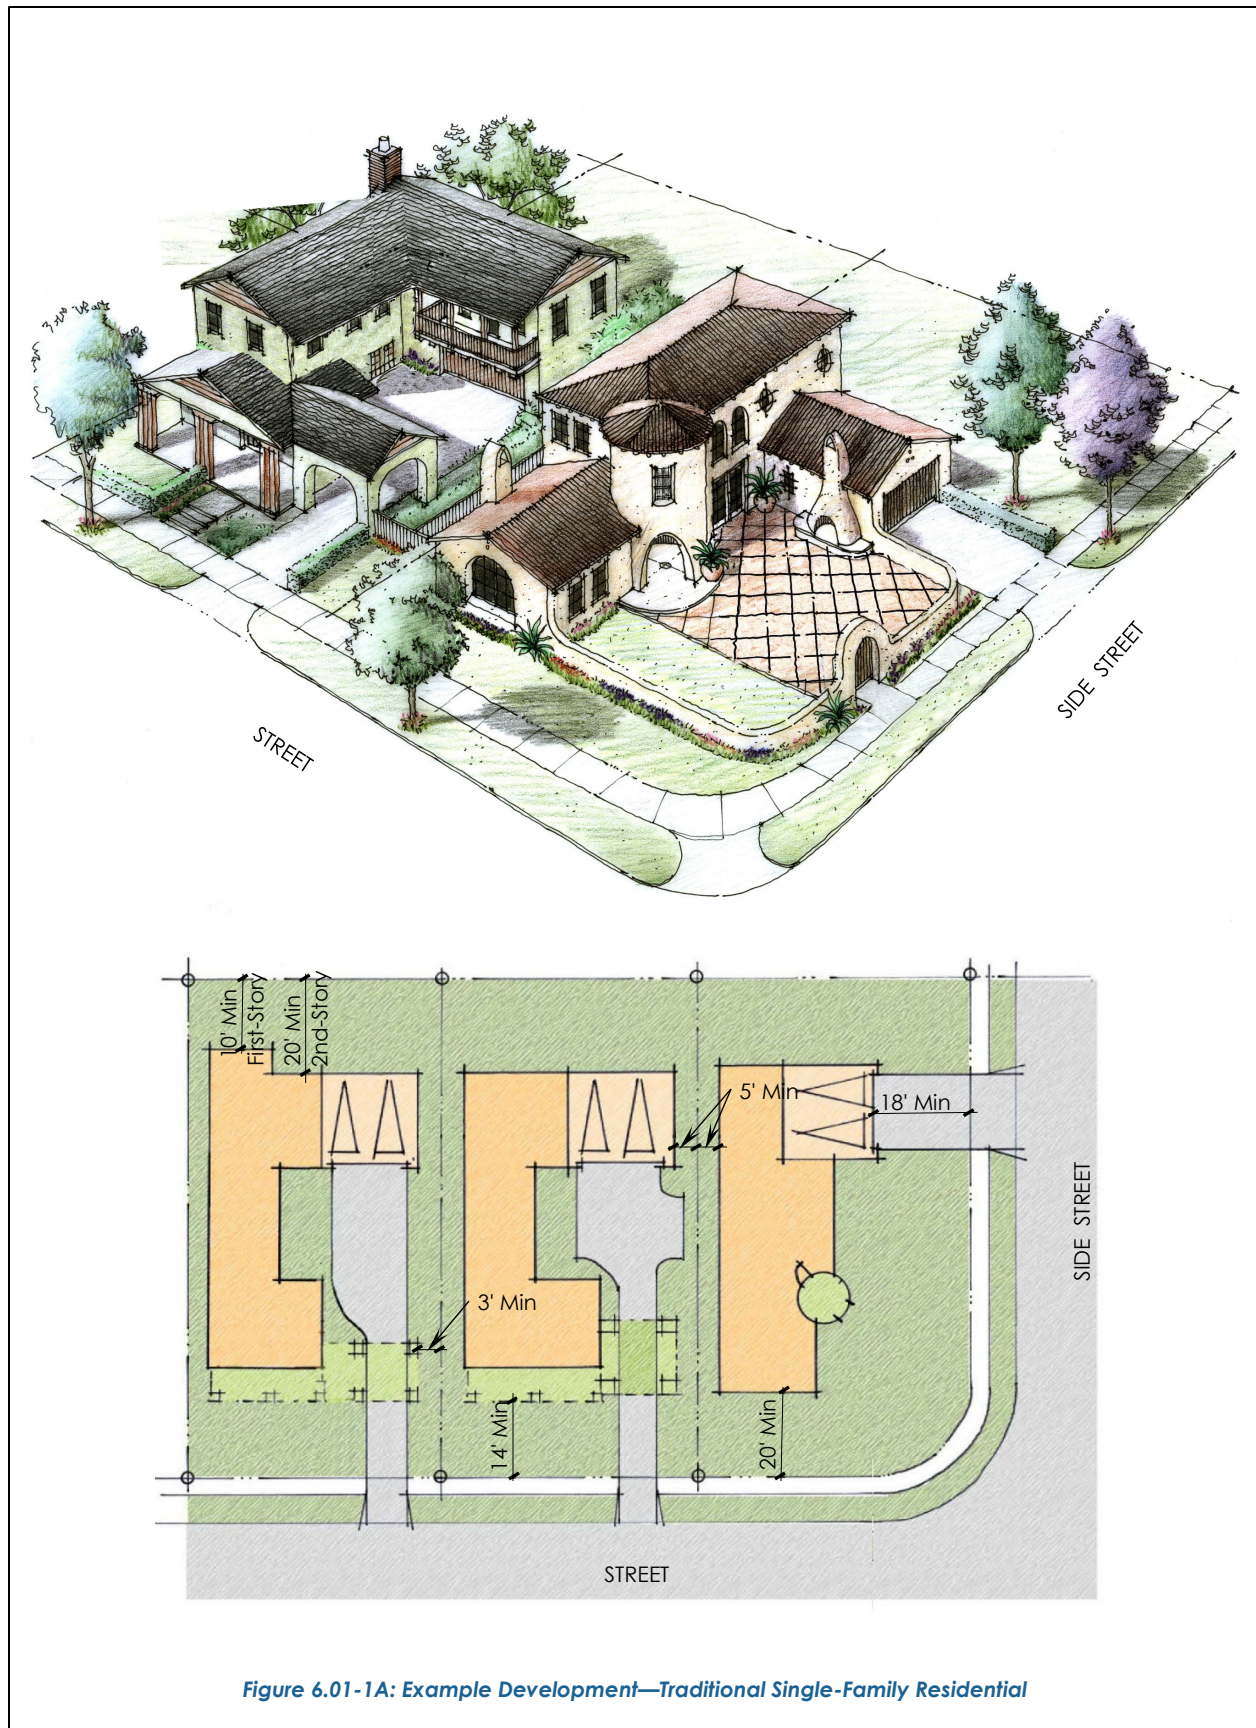 STREET
SIDE STREET
10' Min
First-Story
20' Min
2nd-Story
5' Min
18' Min
SIDE STREET
3' Min
14' Min
20' Min
STREET
Figure 6.01-1A: Example Development—Traditional Single-Family Residential